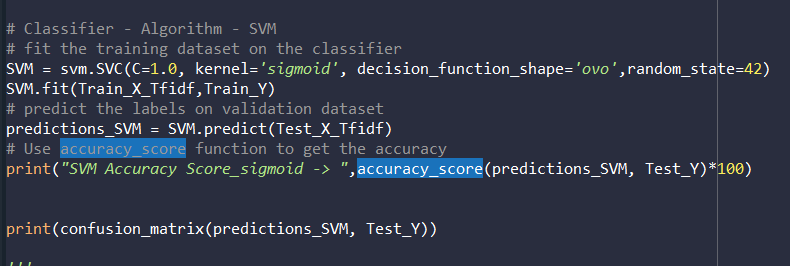 # Classifier - Algorithm - SVM
# fit the training dataset on the classifier
SVM = svm.SVC(C=1.0, kernel='sigmoid', decision_function_shape='ovo',random_state=42)
SVM.fit(Train_X_Tfidf,Train_Y)
# predict the labels on validation dataset
predictions_SVM = SVM.predict(Test_X_Tfidf)
# Use accuracy_score function to get the accuracy
print("SVM Accuracy Score_sigmoid -> ",accuracy_score(predictions_SVM, Test_Y)*100)
print(confusion_matrix(predictions_SVM, Test_Y))
'''